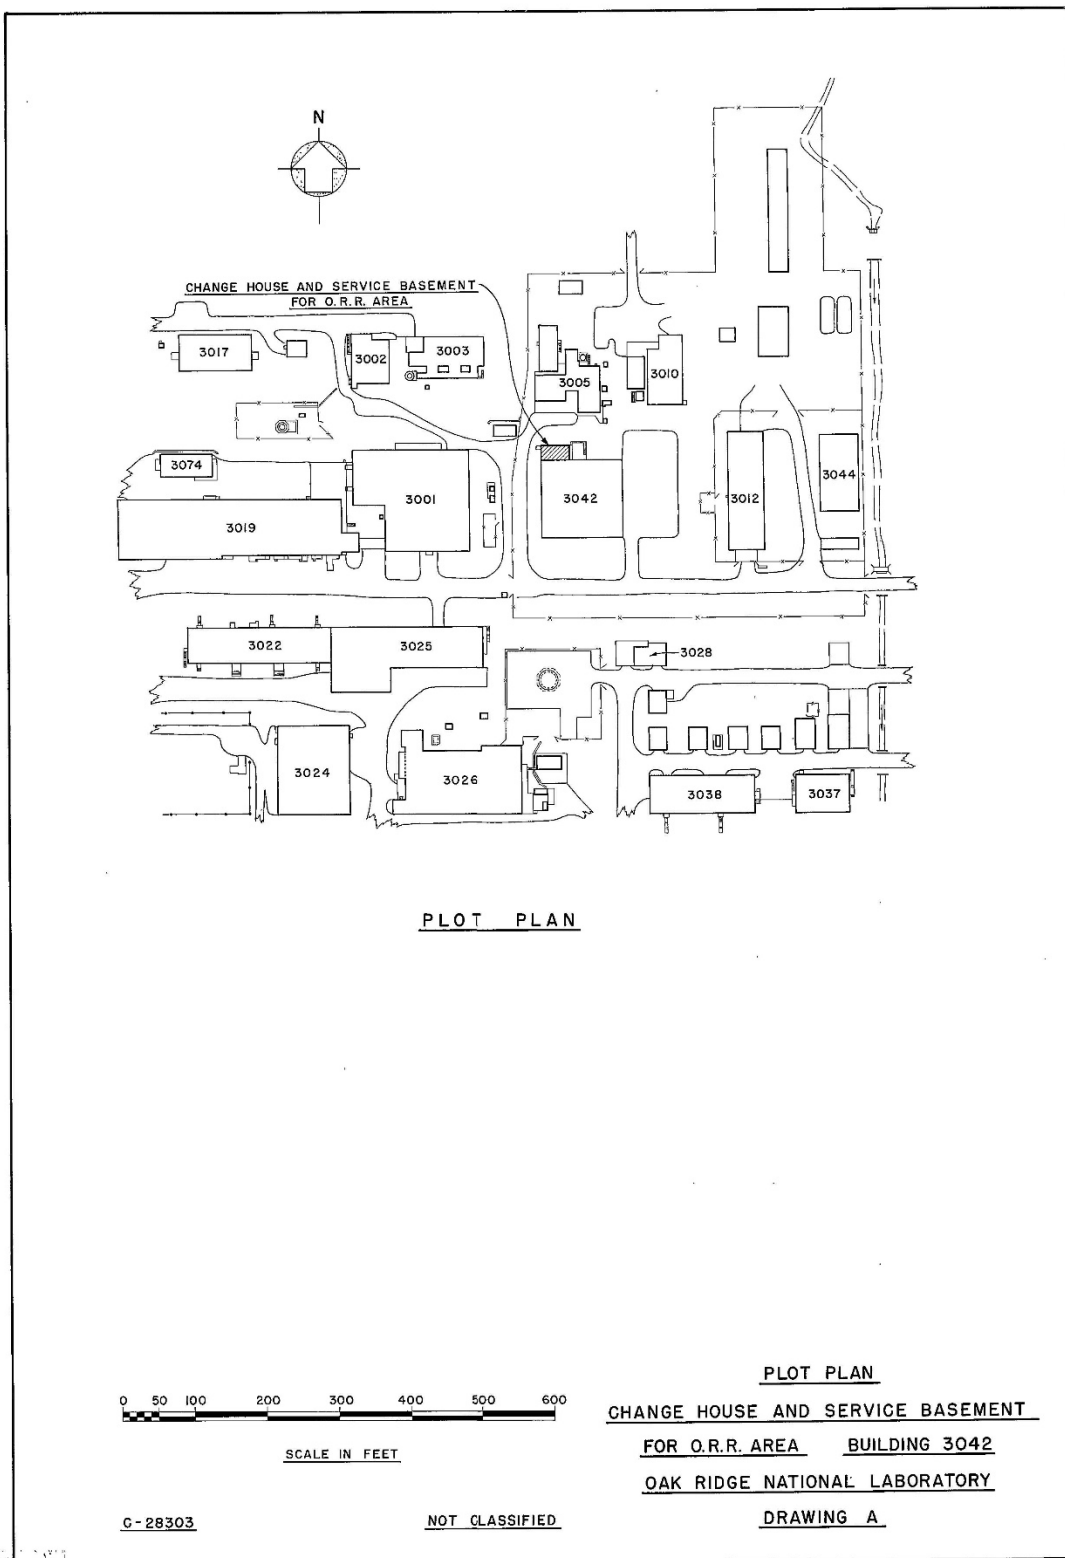 N
CHANGE HOUSE AND SERVICE BASEMENT
FOR O.R.R. AREA
3017
3002
3003
3005
3010
3074
3001
3042
3012
3044
3019
3022
3025
3028
3024
3026
3038
3037
PLOT PLAN
0 50 100 200 300 400 500 600
SCALE IN FEET
PLOT PLAN
CHANGE HOUSE AND SERVICE BASEMENT
FOR O.R.R. AREA BUILDING 3042
OAK RIDGE NATIONAL LABORATORY
DRAWING A
C-28303
NOT CLASSIFIED